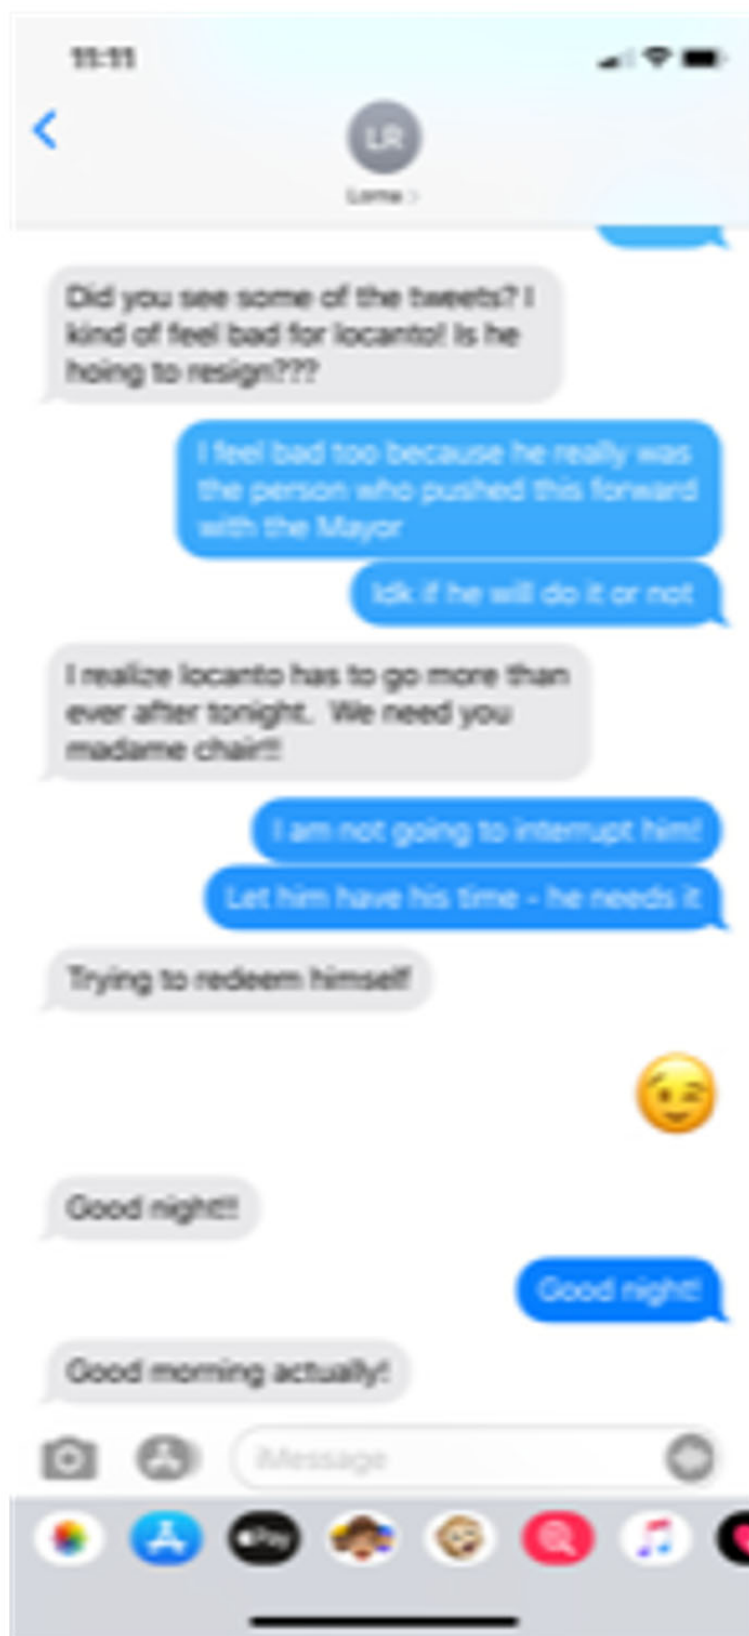 11:11
LR
Lorna >
Did you see some of the tweets? I
kind of feel bad for locanto! Is he
hoing to resign???
I feel bad too because he really was
the person who pushed this forward
with the Mayor
Idk if he will do it or not
I realize locanto has to go more than
ever after tonight.  We need you
madame chair!!!
I am not going to interrupt him!
Let him have his time - he needs it
Trying to redeem himself
Good night!!!
Good night!
Good morning actually!
iMessage
Pay